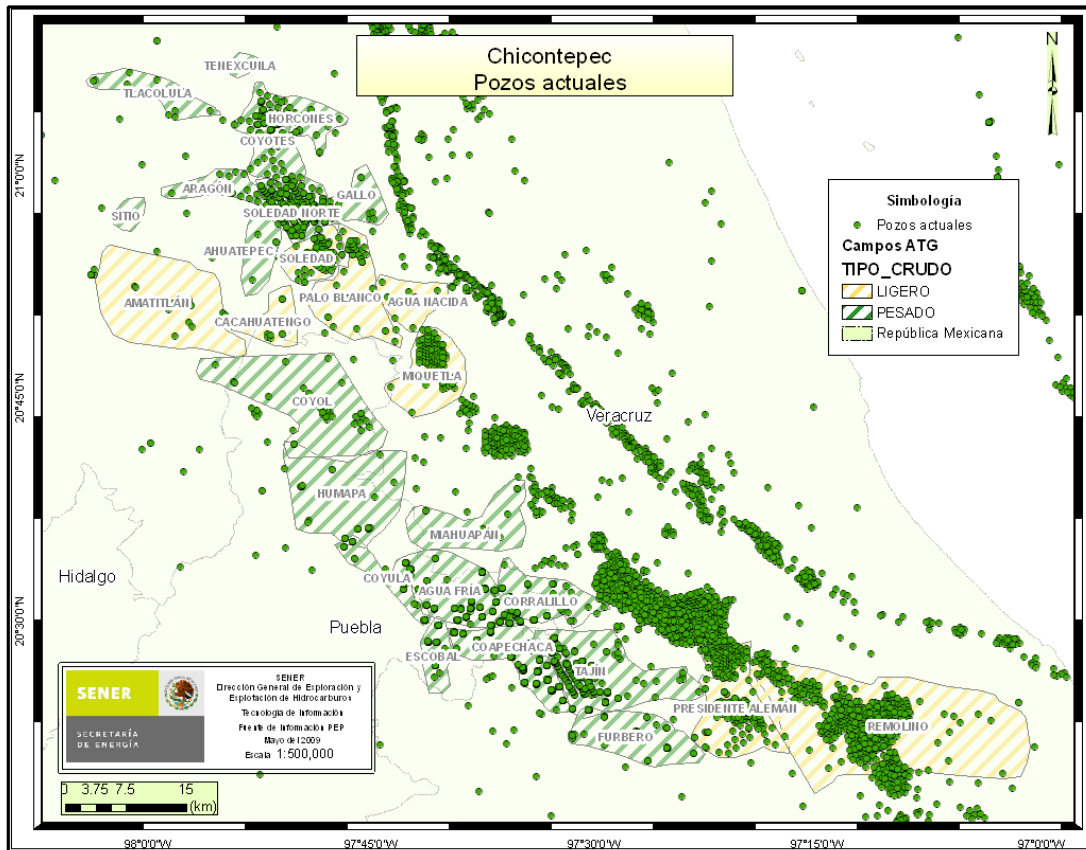 Chicontepec
Pozos actuales
N
TENEXCUILA
TLACOLULA
HORCONES
COYOTES
ARAGÓN
GALLO
SITIO
SOLEDAD NORTE
AHUATEPEC
SOLEDAD
AMATITLÁN
PALO BLANCO
AGUA NACIDA
CACAHUATENGO
MIQUETLA
COYOL
Veracruz
HUMAPA
MIAHUAPÁN
Hidalgo
COYULA
AGUA FRÍA
CORRALILLO
Puebla
ESCOBAL
COAPECHACA
TAJÍN
PRESIDENTE ALEMÁN
FURBERO
REMOLINO
Simbología
Pozos actuales
Campos ATG
TIPO_CRUDO
LIGERO
PESADO
República Mexicana
SENER
SECRETARÍA
DE ENERGÍA
SENER
Dirección General de Exploración y
Explotación de Hidrocarburos
Tecnología de Información
Fuente de Información PEP
Mayo del 2009
Escala 1:500,000
0 3.75 7.5 15
(km)
21°0'0"N
20°45'0"N
20°30'0"N
98°0'0"W
97°45'0"W
97°30'0"W
97°15'0"W
97°0'0"W